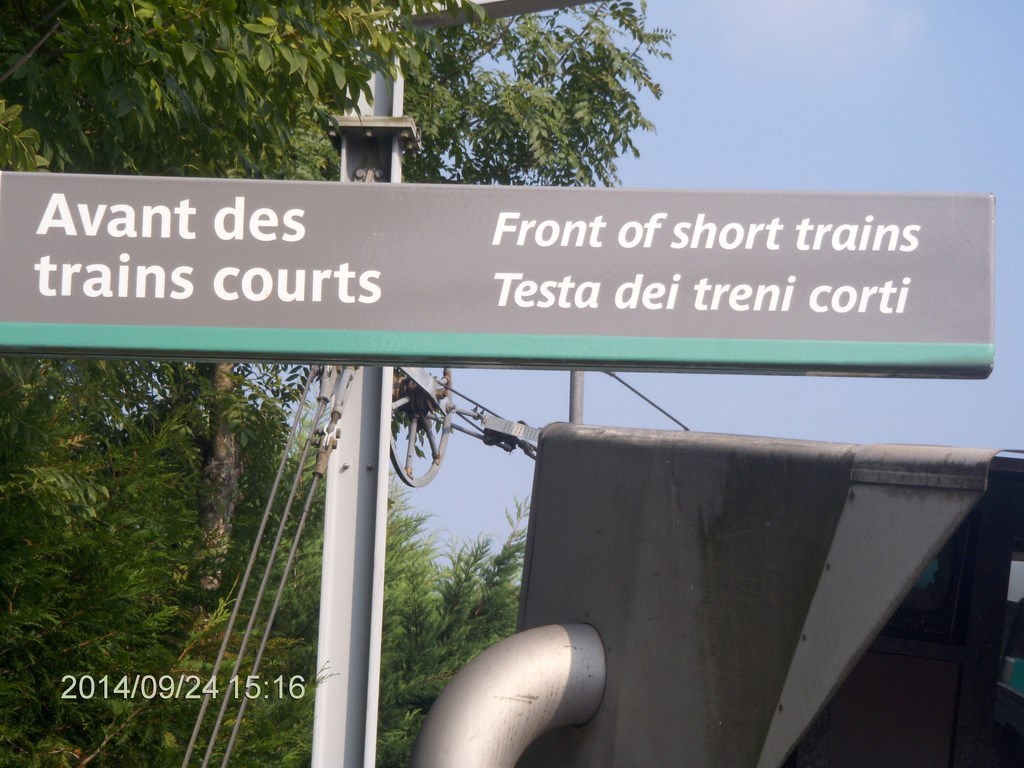 Avant des
trains courts
Front of short trains
Testa dei treni corti
2014/09/24 15:16